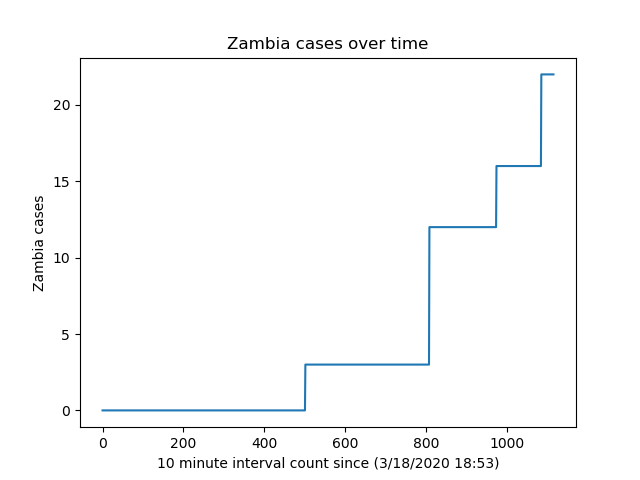 Zambia cases over time
Zambia cases
20
15
10
5
0
0 200 400 600 800 1000
10 minute interval count since (3/18/2020 18:53)